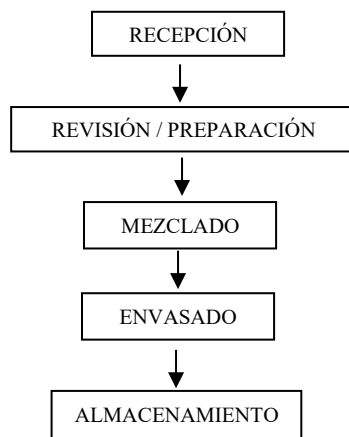 RECEPCIÓN
REVISIÓN / PREPARACIÓN
MEZCLADO
ENVASADO
ALMACENAMIENTO